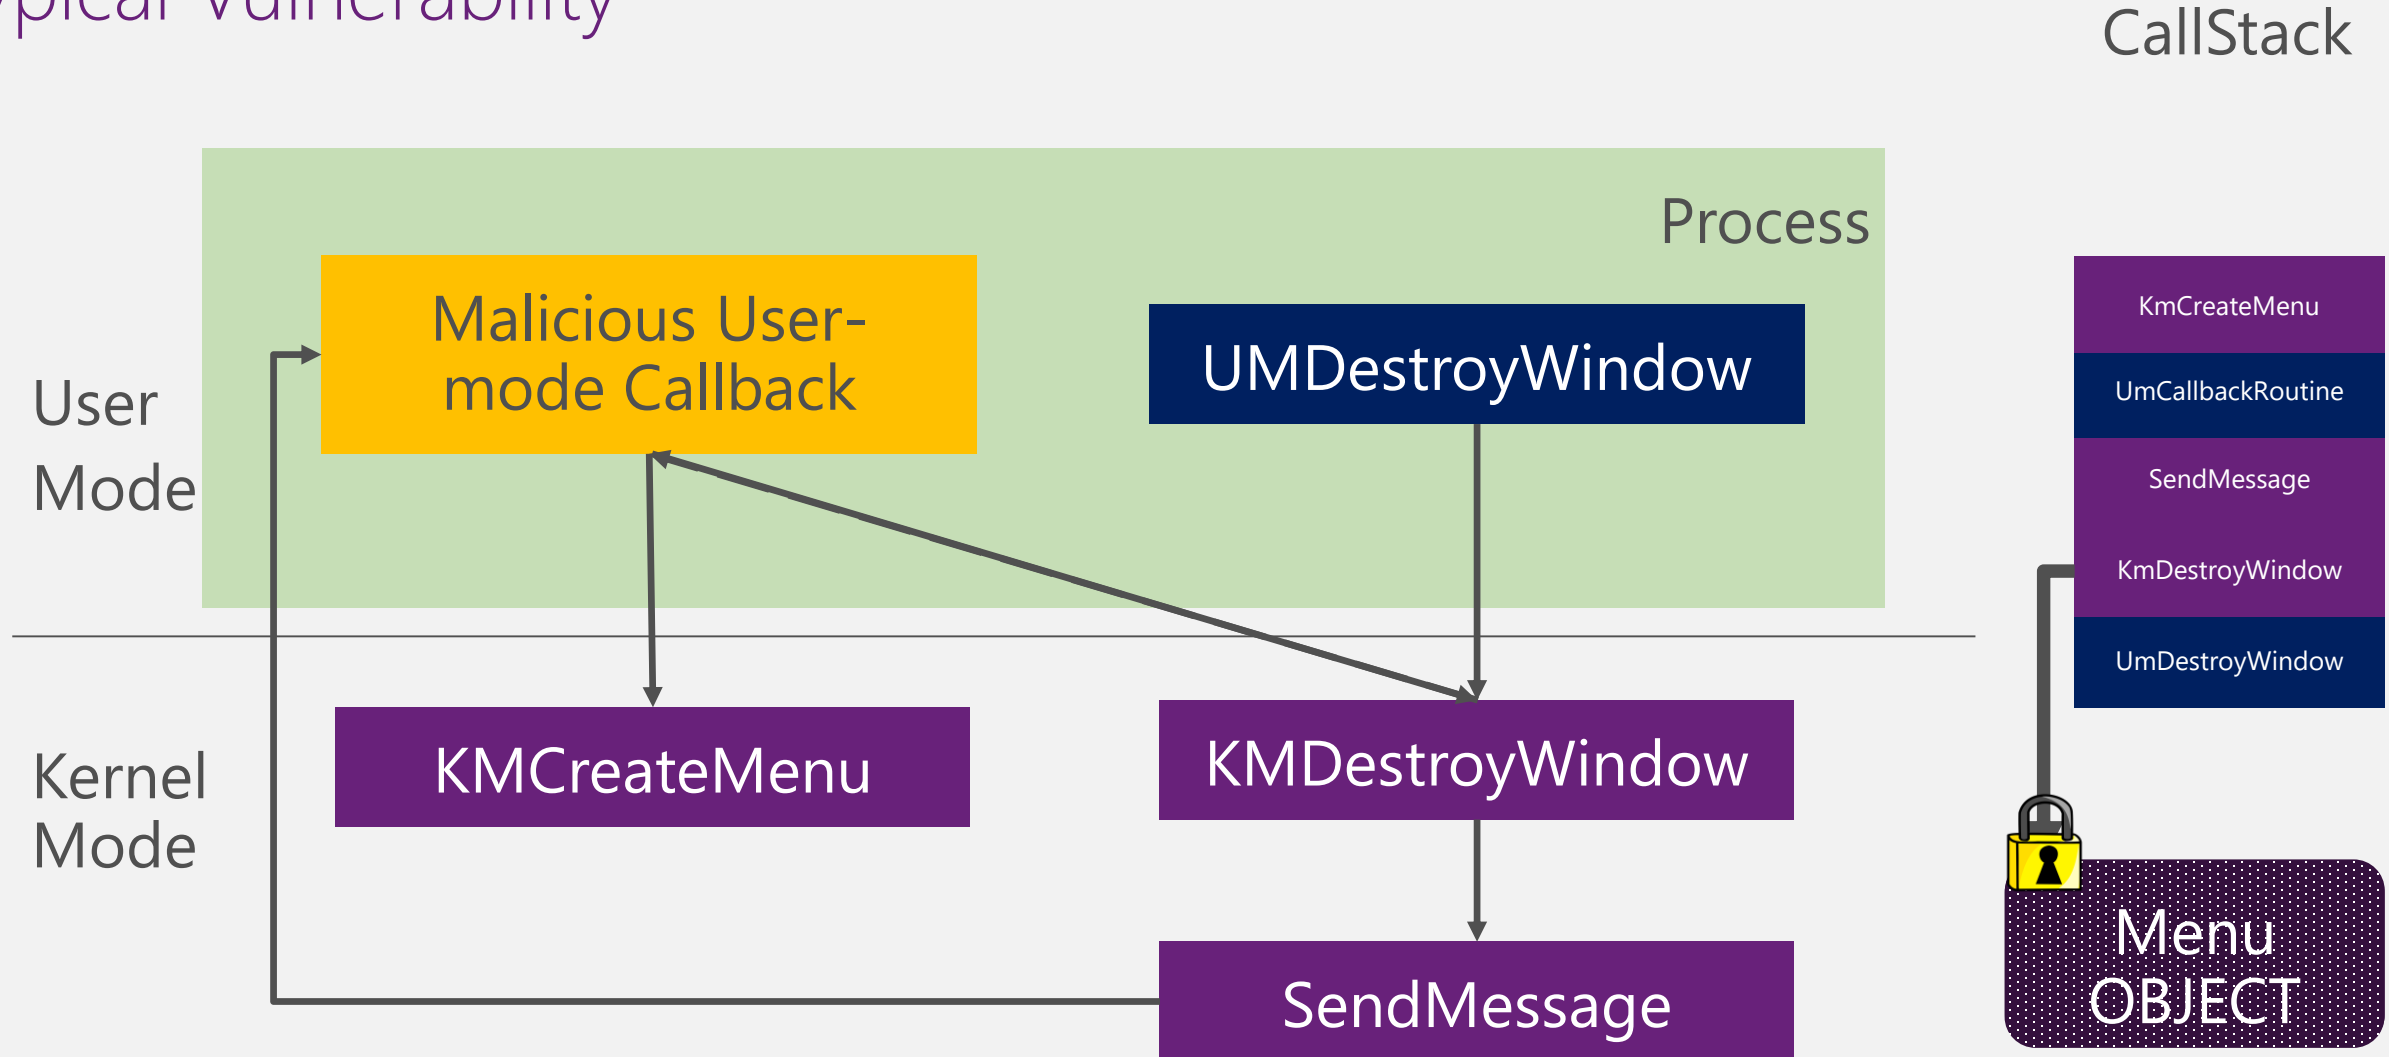 Vulnerability
CallStack
Process
Malicious User-
mode Callback
UMDestroyWindow
User
Mode
KmCreateMenu
UmCallbackRoutine
SendMessage
KmDestroyWindow
UmDestroyWindow
Kernel
Mode
KMCreateMenu
KMDestroyWindow
SendMessage
Menu
OBJECT